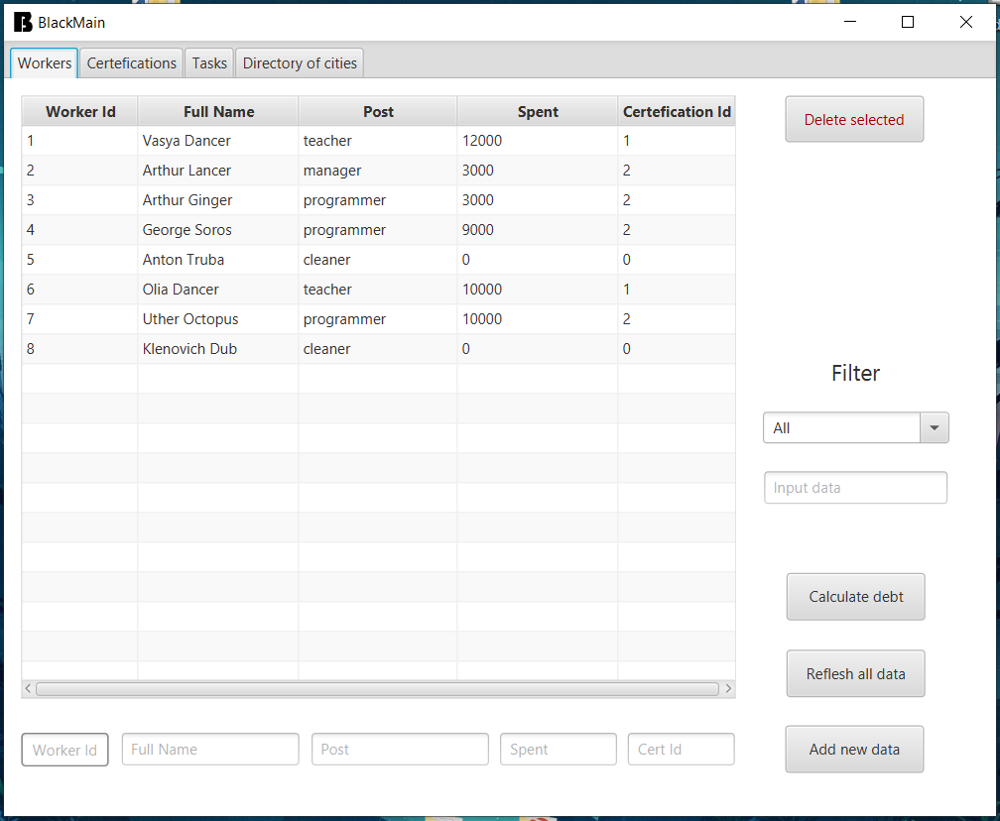 BlackMain
Workers Certefications Tasks Directory of cities
Worker Id Full Name Post Spent Certefication Id
1 Vasya Dancer teacher 12000 1
2 Arthur Lancer manager 3000 2
3 Arthur Ginger programmer 3000 2
4 George Soros programmer 9000 2
5 Anton Truba cleaner 0 0
6 Olia Dancer teacher 10000 1
7 Uther Octopus programmer 10000 2
8 Klenovich Dub cleaner 0 0
Delete selected
Filter
All
Input data
Calculate debt
Reflesh all data
Worker Id Full Name Post Spent Cert Id
Add new data